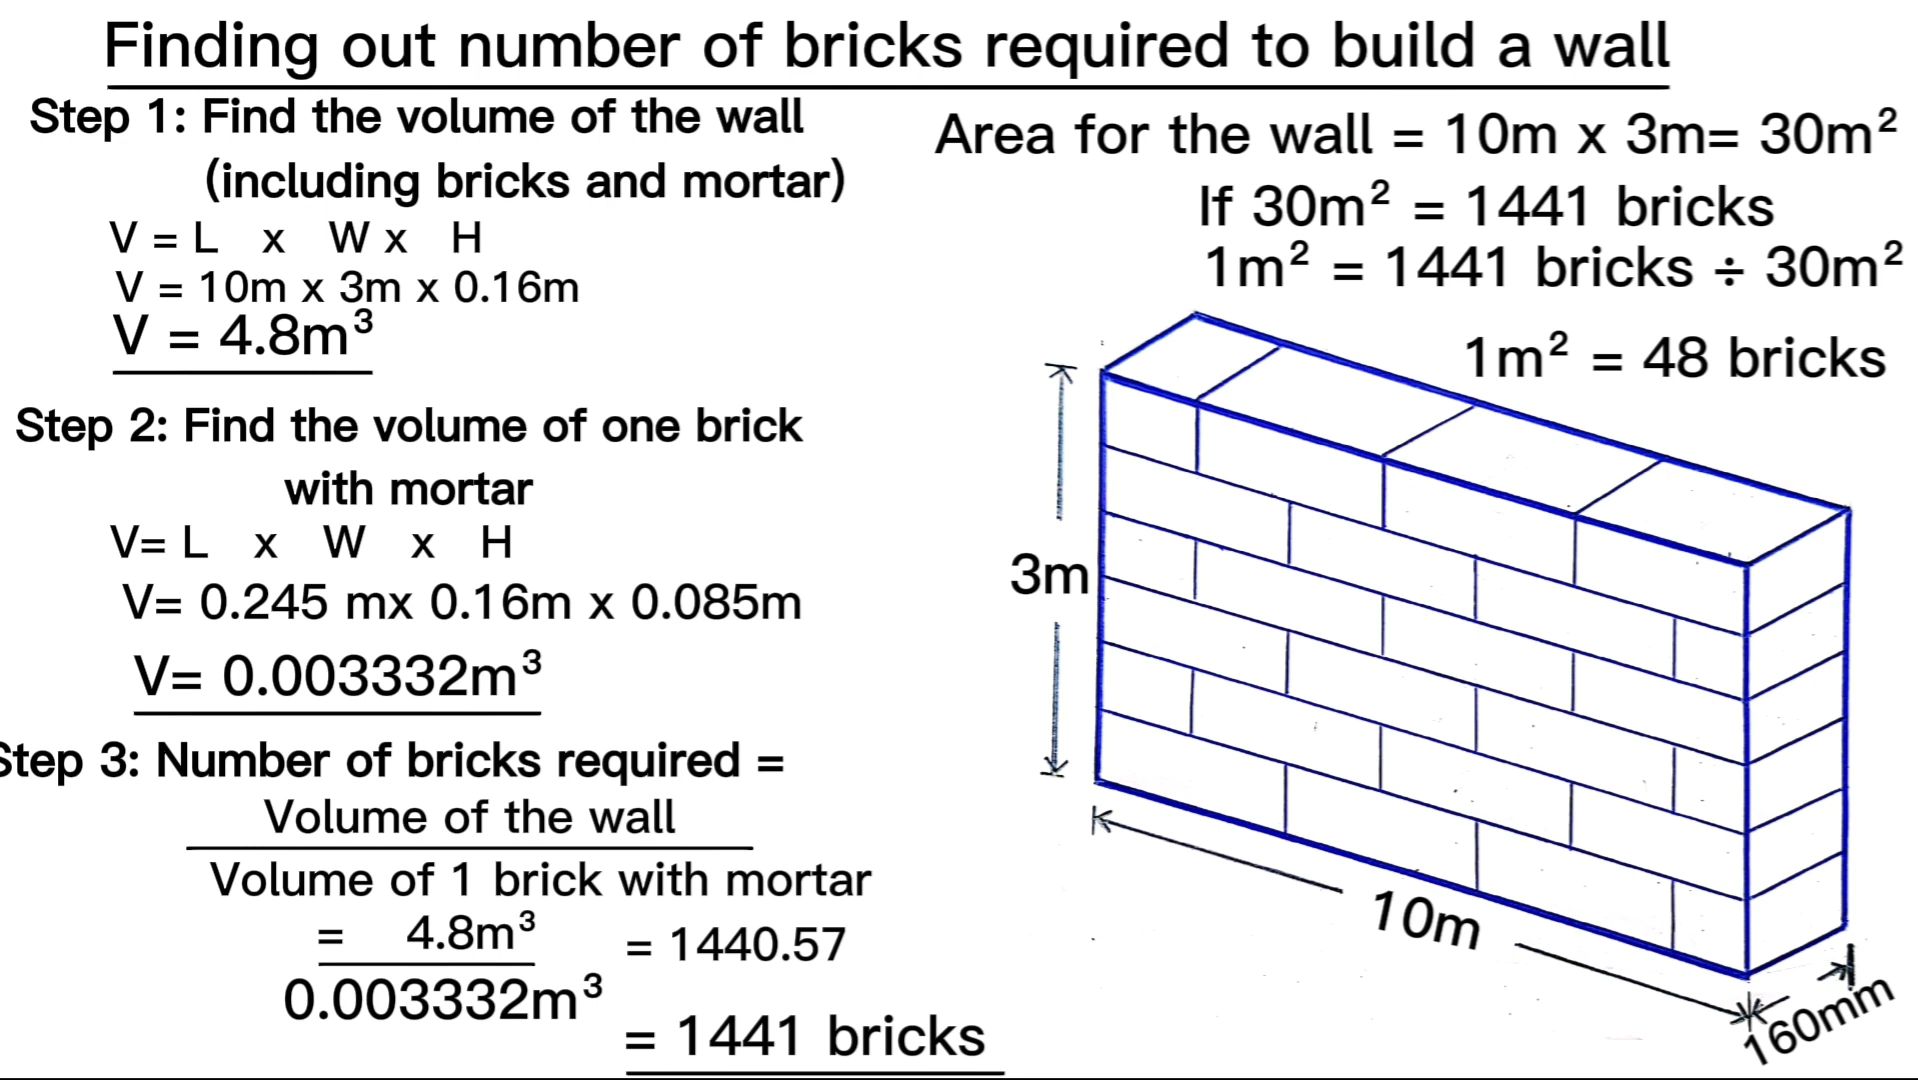 Finding out number of bricks required to build a wall
Step 1: Find the volume of the wall
(including bricks and mortar)
V = L x W x H
V = 10m x 3m x 0.16m
V = 4.8m³
Step 2: Find the volume of one brick
with mortar
V= L x W x H
V= 0.245 mx 0.16m x 0.085m
V= 0.003332m³
Step 3: Number of bricks required =
Volume of the wall
Volume of 1 brick with mortar
= 4.8m³ = 1440.57
0.003332m³
= 1441 bricks
Area for the wall = 10m x 3m= 30m²
If 30m² = 1441 bricks
1m² = 1441 bricks ÷ 30m²
1m² = 48 bricks
3m
10m
160mm